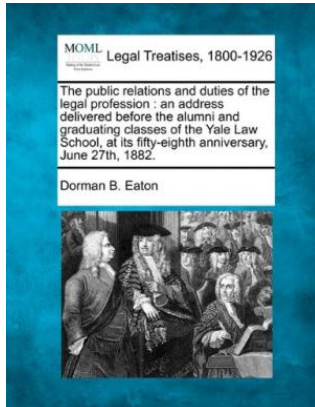 MOML Legal Treatises, 1800-1926
The public relations and duties of the
legal profession : an address
delivered before the alumni and
graduating classes of the Yale Law
School, at its fifty-eighth anniversary,
June 27th, 1882.
Dorman B. Eaton